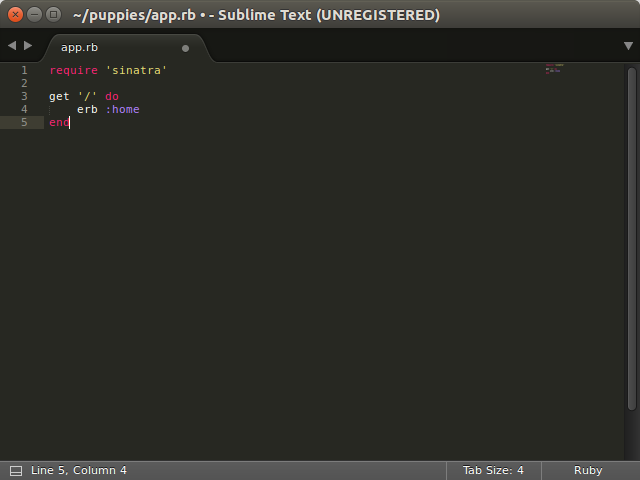 ~/puppies/app.rb • - Sublime Text (UNREGISTERED)
app.rb
1 require 'sinatra'
2
3 get '/' do
4 erb :home
5 end
Line 5, Column 4 Tab Size: 4 Ruby